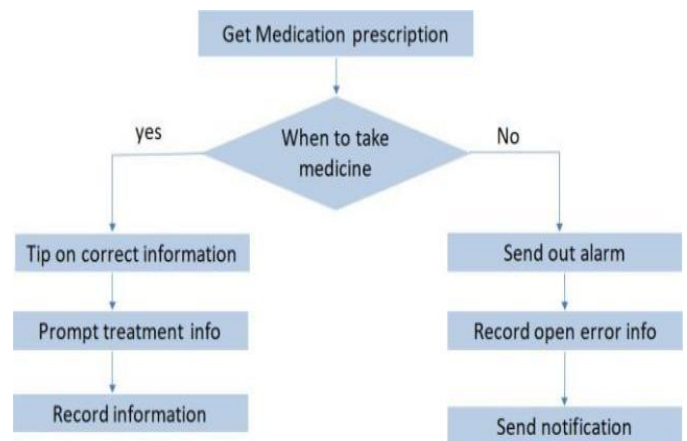 Get Medication prescription
yes
When to take
medicine
No
Tip on correct information
Send out alarm
Prompt treatment info
Record open error info
Record information
Send notification